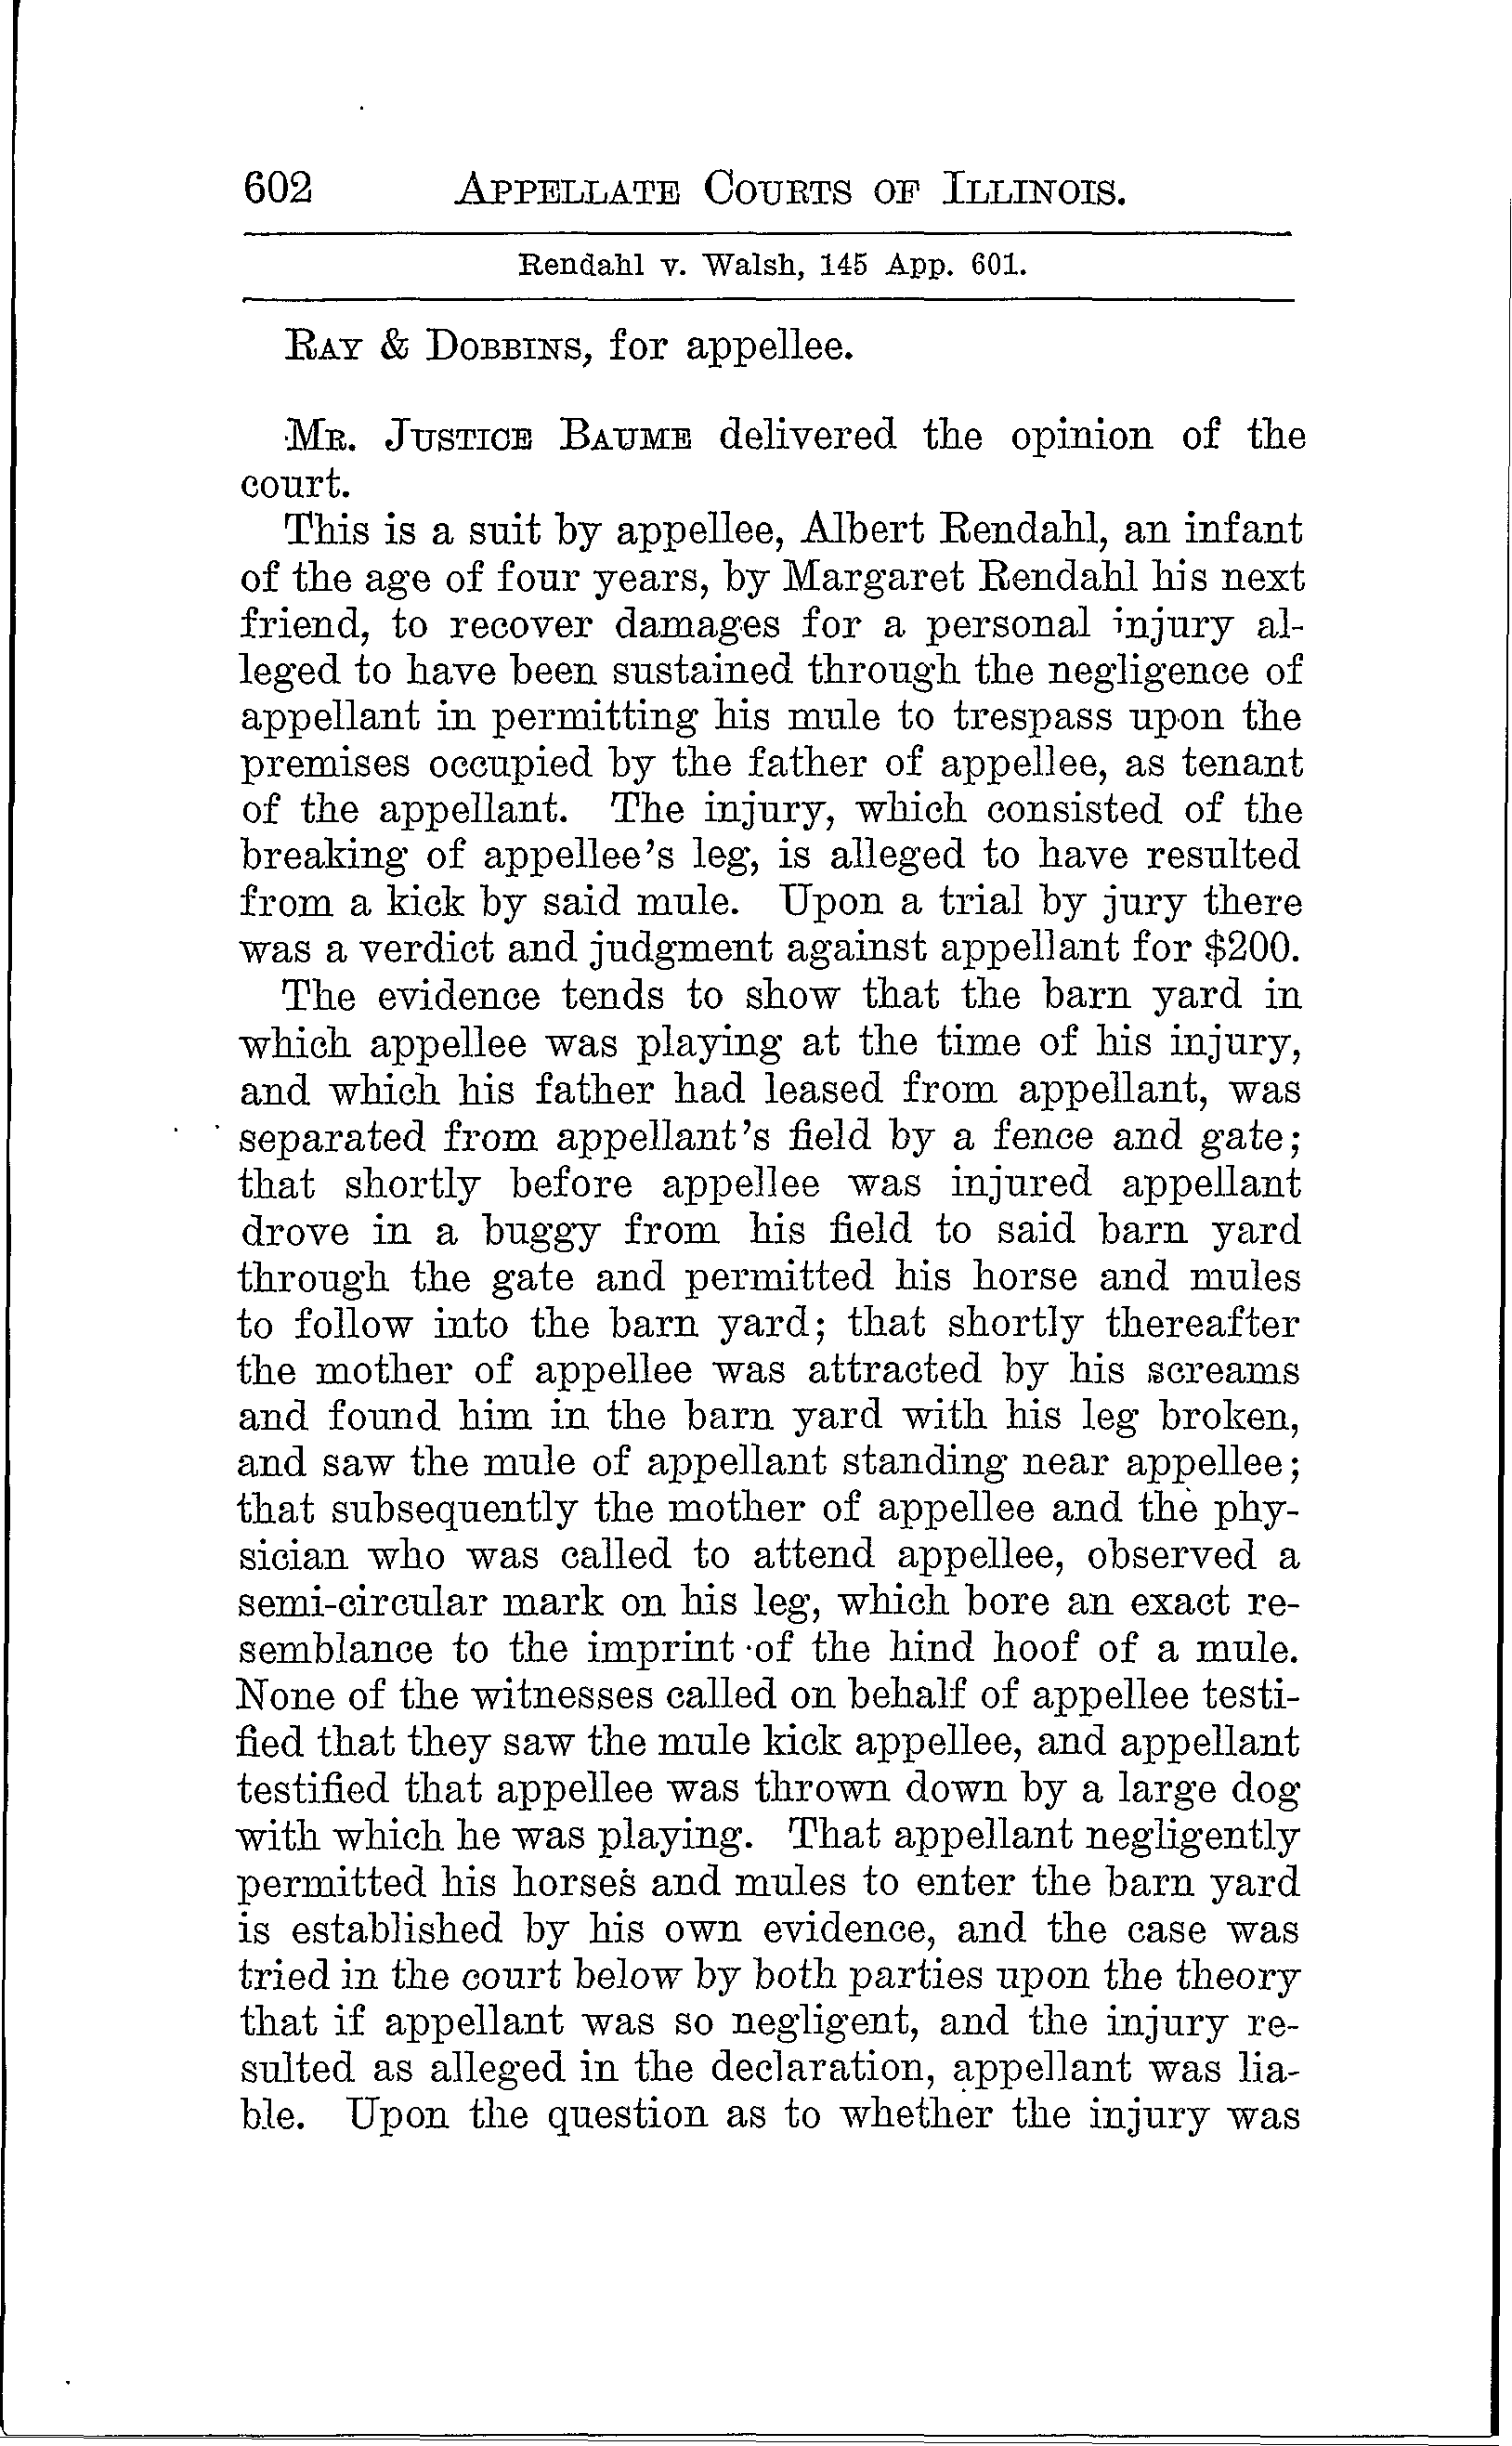 602 APPELLATE COURTS OF ILLINOIS.
Rendahl v. Walsh, 145 App. 601.
RAY & DOBBINS, for appellee.
MR. JUSTICE BAUME delivered the opinion of the
court.
This is a suit by appellee, Albert Rendahl, an infant
of the age of four years, by Margaret Rendahl his next
friend, to recover damages for a personal injury al-
leged to have been sustained through the negligence of
appellant in permitting his mule to trespass upon the
premises occupied by the father of appellee, as tenant
of the appellant. The injury, which consisted of the
breaking of appellee's leg, is alleged to have resulted
from a kick by said mule. Upon a trial by jury there
was a verdict and judgment against appellant for $200.
The evidence tends to show that the barn yard in
which appellee was playing at the time of his injury,
and which his father had leased from appellant, was
separated from appellant's field by a fence and gate;
that shortly before appellee was injured appellant
drove in a buggy from his field to said barn yard
through the gate and permitted his horse and mules
to follow into the barn yard; that shortly thereafter
the mother of appellee was attracted by his screams
and found him in the barn yard with his leg broken,
and saw the mule of appellant standing near appellee;
that subsequently the mother of appellee and the phy-
sician who was called to attend appellee, observed a
semi-circular mark on his leg, which bore an exact re-
semblance to the imprint of the hind hoof of a mule.
None of the witnesses called on behalf of appellee testi-
fied that they saw the mule kick appellee, and appellant
testified that appellee was thrown down by a large dog
with which he was playing. That appellant negligently
permitted his horses and mules to enter the barn yard
is established by his own evidence, and the case was
tried in the court below by both parties upon the theory
that if appellant was so negligent, and the injury re-
sulted as alleged in the declaration, appellant was lia-
ble. Upon the question as to whether the injury was